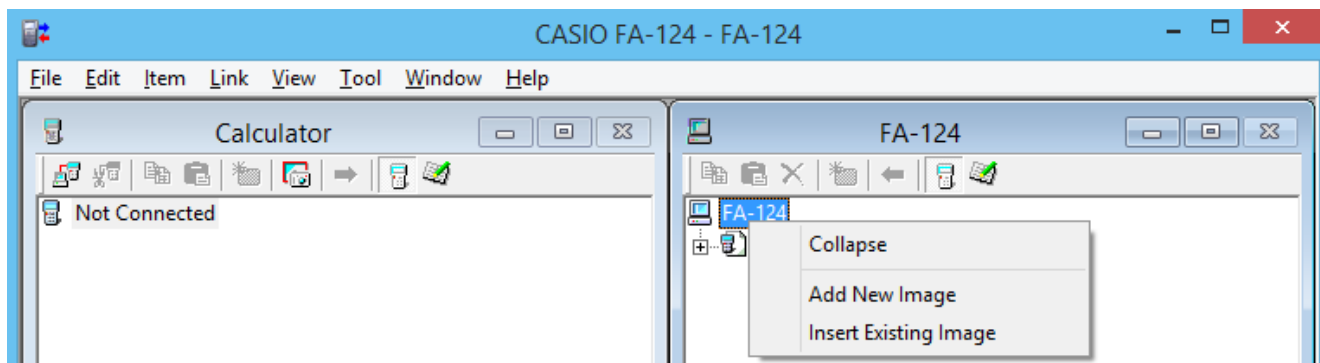 CASIO FA-124 - FA-124
File Edit Item Link View Tool Window Help
Calculator
FA-124
Not Connected
FA-124
Collapse
Add New Image
Insert Existing Image